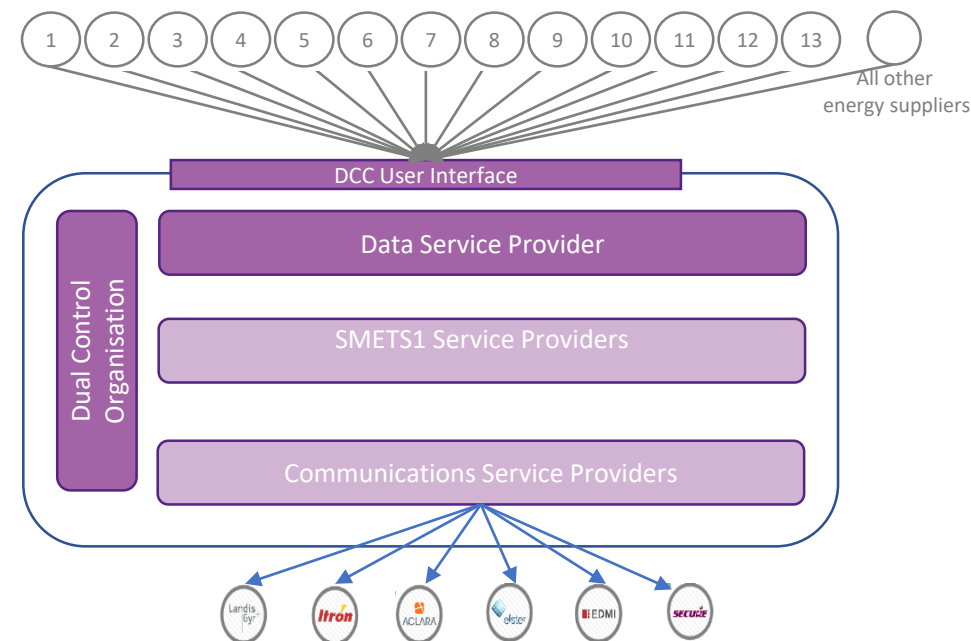 1 2 3 4 5 6 7 8 9 10 11 12 13
All other
energy suppliers
DCC User Interface
Dual Control
Organisation
Data Service Provider
SMETS1 Service Providers
Communications Service Providers
Landis
Gyr+
Itron
ACLARA
elster
EDMI
SECURE